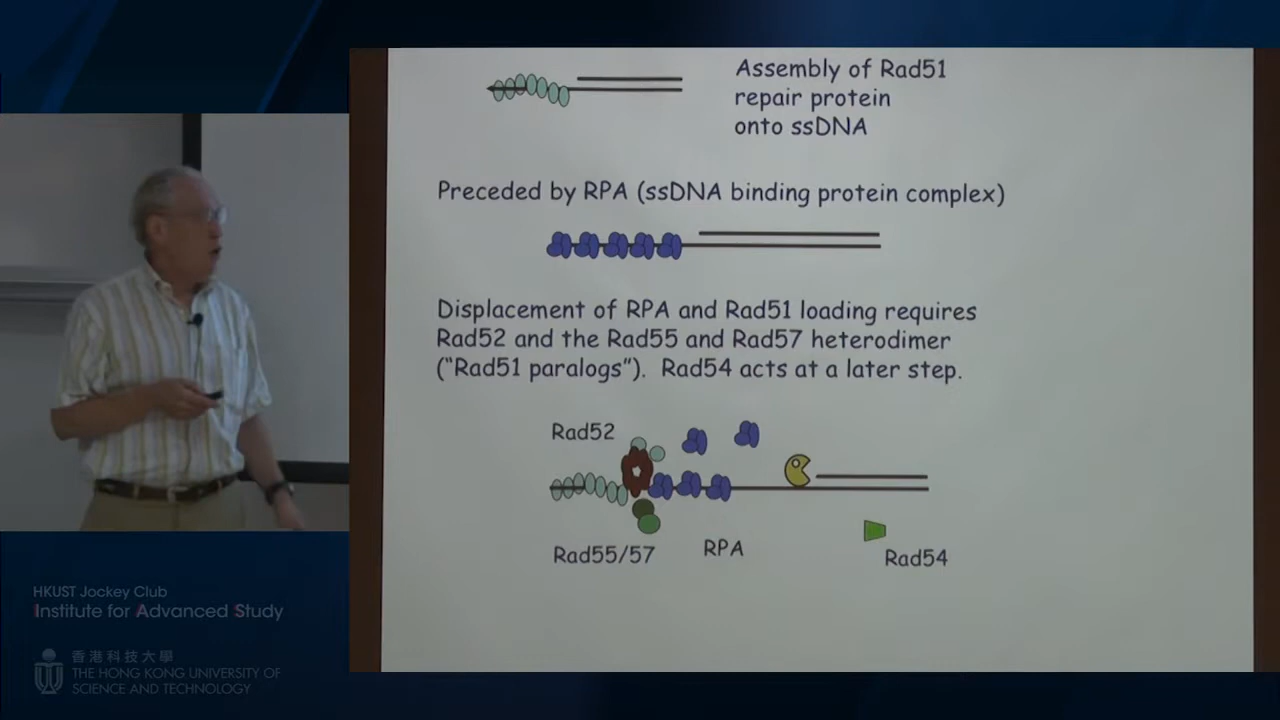 Assembly of Rad51
repair protein
onto ssDNA
Preceded by RPA (ssDNA binding protein complex)
Displacement of RPA and Rad51 loading requires
Rad52 and the Rad55 and Rad57 heterodimer
("Rad51 paralogs"). Rad54 acts at a later step.
Rad52
Rad55/57
RPA
Rad54
HKUST Jockey Club
Institute for Advanced Study
香港科技大學
THE HONG KONG UNIVERSITY OF
SCIENCE AND TECHNOLOGY